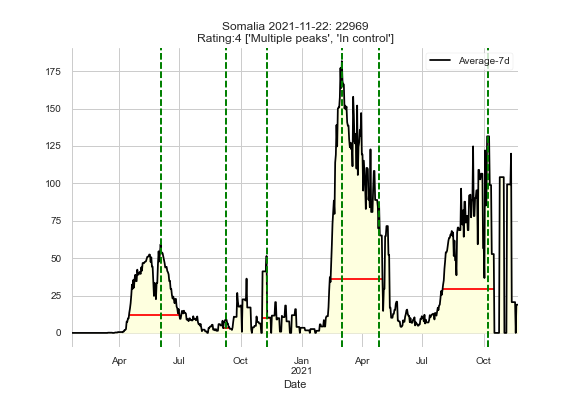 Somalia 2021-11-22: 22969
Rating:4 ['Multiple peaks', 'In control']
Average-7d
175
150
125
100
75
50
25
0
Apr Jul Oct Jan Apr Jul Oct
2021
Date